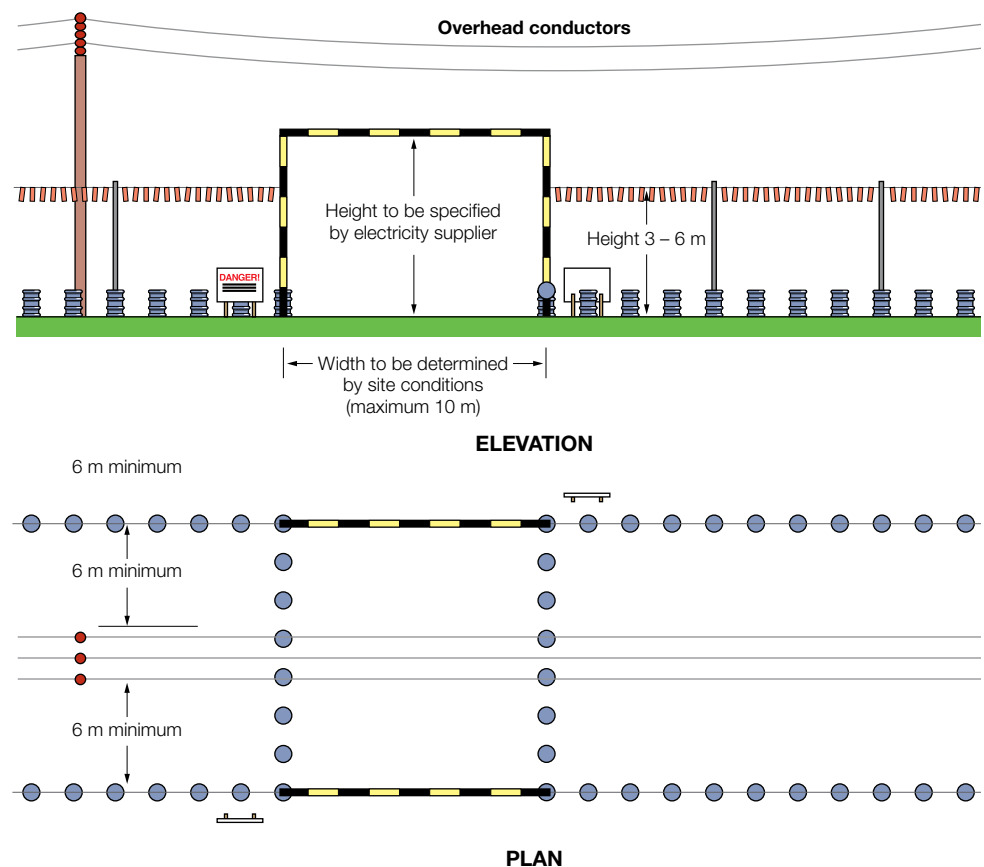 Overhead conductors
Height to be specified
by electricity supplier
Height 3 – 6 m
DANGER!
Width to be determined
by site conditions
(maximum 10 m)
ELEVATION
6 m minimum
6 m minimum
6 m minimum
PLAN